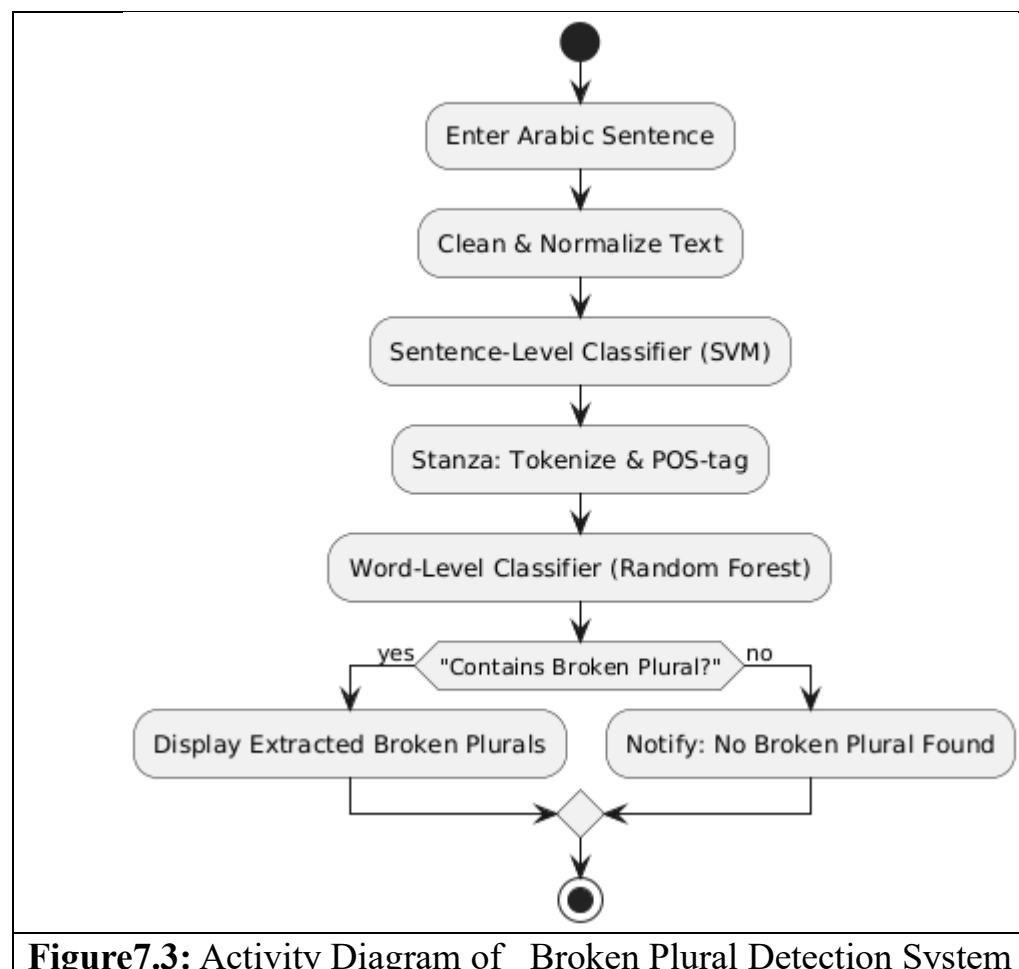 Enter Arabic Sentence
Clean & Normalize Text
Sentence-Level Classifier (SVM)
Stanza: Tokenize & POS-tag
Word-Level Classifier (Random Forest)
yes
"Contains Broken Plural?"
no
Display Extracted Broken Plurals
Notify: No Broken Plural Found
Figure7.3: Activity Diagram of Broken Plural Detection System